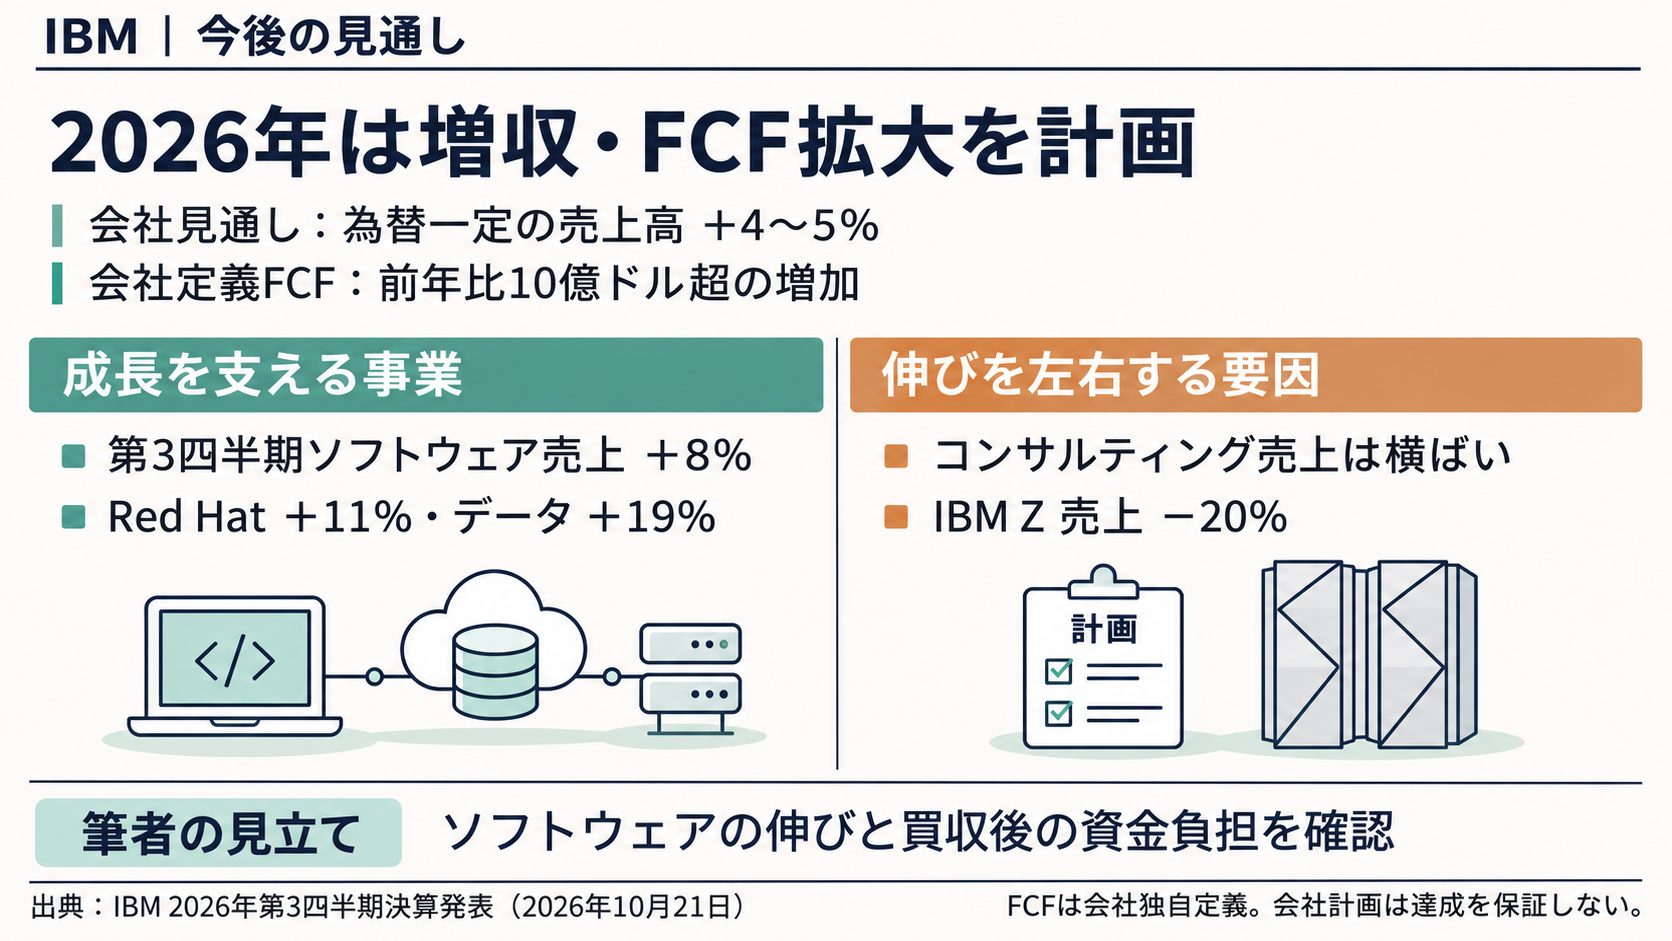 IBM｜今後の見通し
2026年は増収・FCF拡大を計画
会社見通し：為替一定の売上高 ＋4〜5%
会社定義FCF：前年比10億ドル超の増加
成長を支える事業
第3四半期ソフトウェア売上 ＋8%
Red Hat ＋11%・データ ＋19%
</>
伸びを左右する要因
コンサルティング売上は横ばい
IBM Z 売上 －20%
計画
筆者の見立て
ソフトウェアの伸びと買収後の資金負担を確認
出典：IBM 2026年第3四半期決算発表（2026年10月21日）
FCFは会社独自定義。会社計画は達成を保証しない。